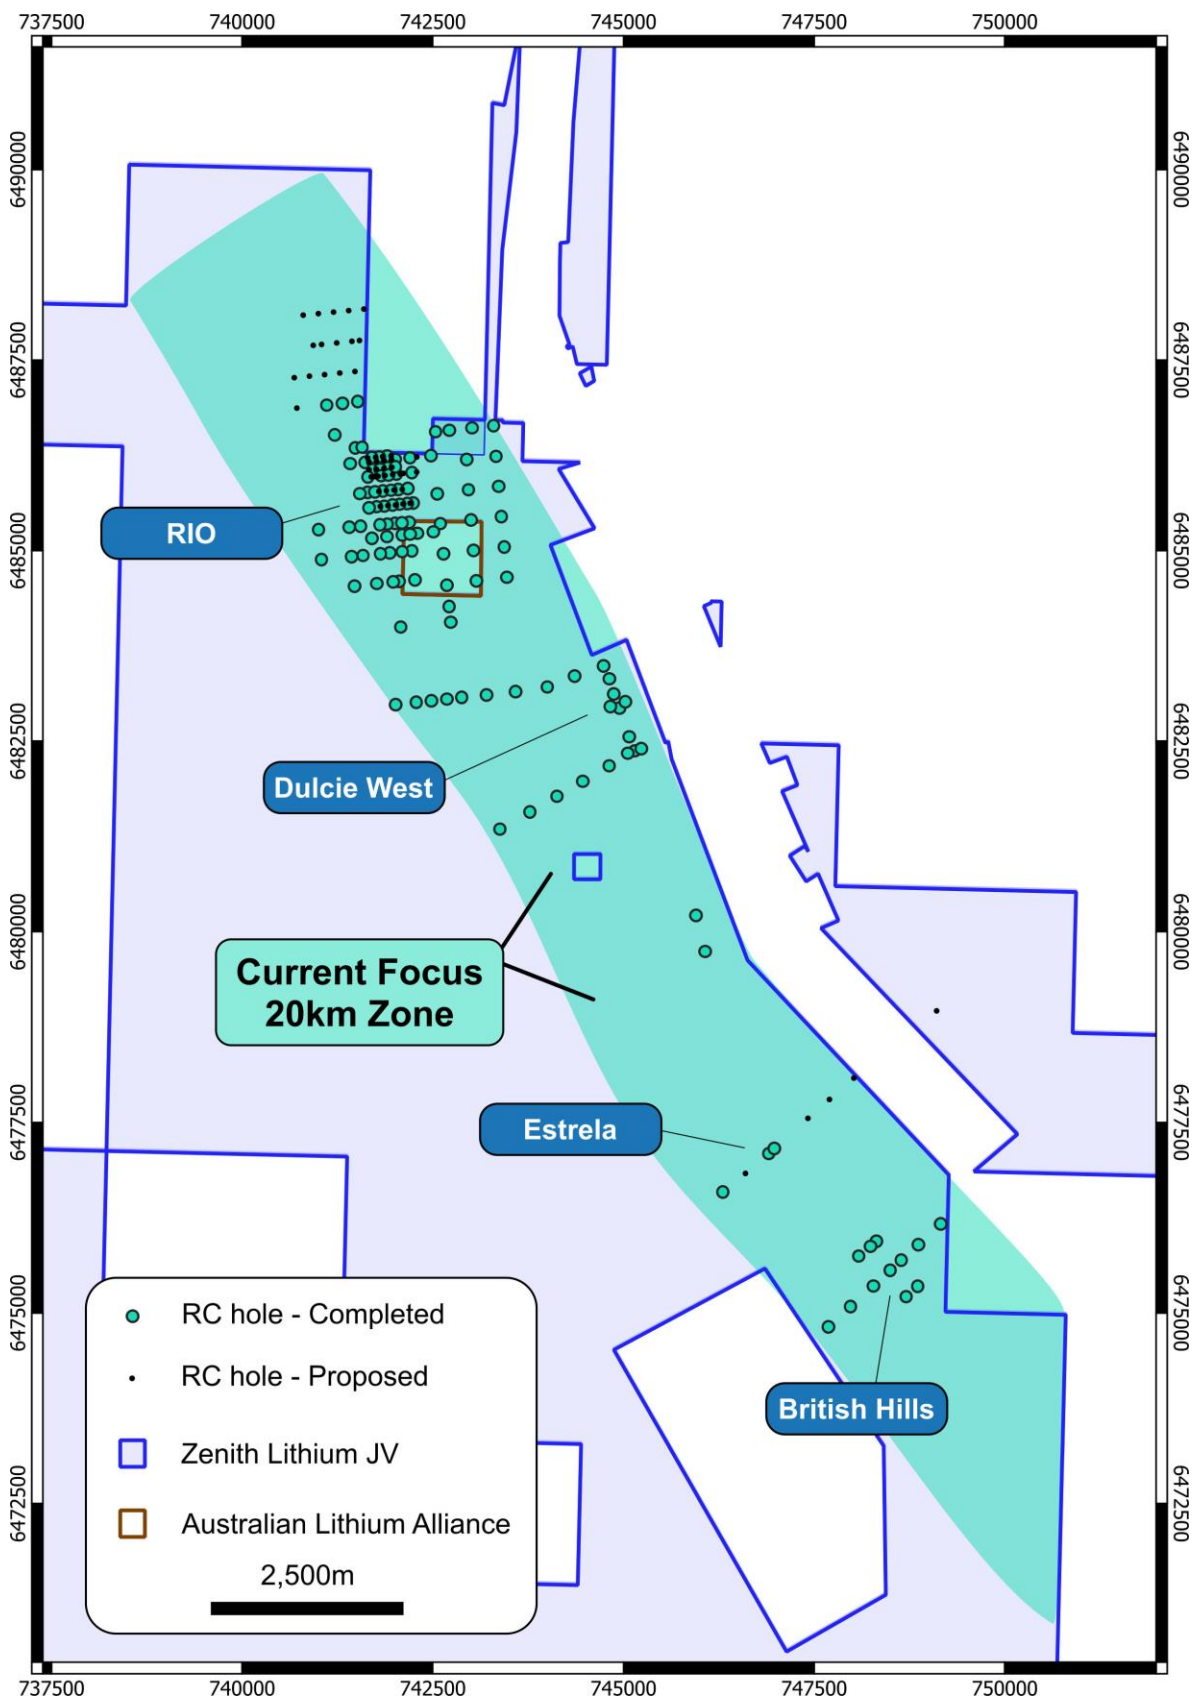 737500 740000 742500 745000 747500 750000
6490000 6490000
6487500 6487500
6485000 6485000
RIO
6482500 6482500
Dulcie West
6480000 6480000
Current Focus
20km Zone
6477500 6477500
Estrela
6475000 6475000
RC hole - Completed
RC hole - Proposed
British Hills
Zenith Lithium JV
6472500 6472500
Australian Lithium Alliance
2,500m
737500 740000 742500 745000 747500 750000